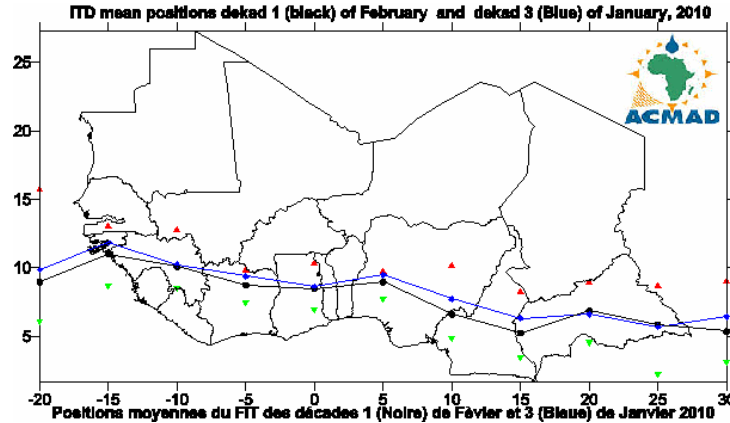 ITD mean positions dekad 1 (black) of February and dekad 3 (Blue) of January, 2010
ACMAD
25
20
15
10
5
-20 -15 -10 -5 0 5 10 15 20 25 30
Positions moyennes du FIT des décades 1 (Noire) de Fèvier et 3 (Blaue) de Janvier 2010